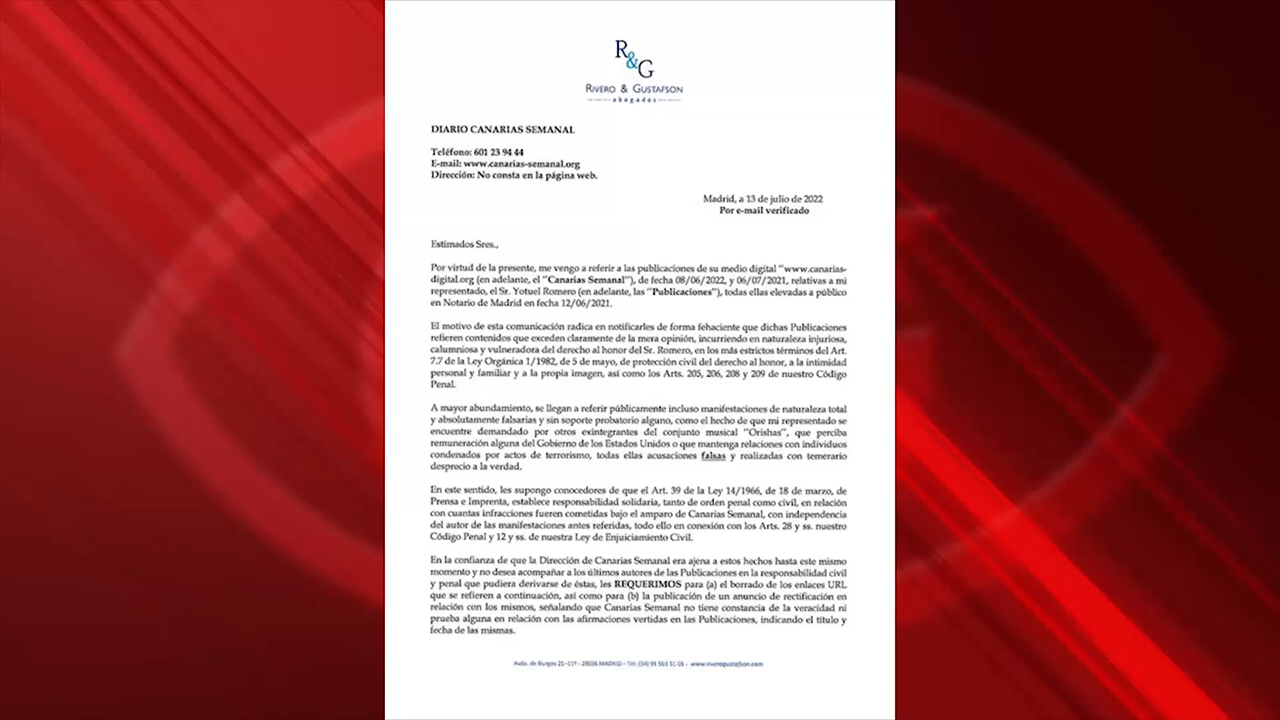 R
&
G
RIVERO & GUSTAFSON
abogados
DIARIO CANARIAS SEMANAL
Teléfono: 601 23 94 44
E-mail: www.canarias-semanal.org
Dirección: No consta en la página web.
Madrid, a 13 de julio de 2022
Por e-mail verificado
Estimados Sres.,
Por virtud de la presente, me vengo a referir a las publicaciones de su medio digital "www.canarias-
digital.org (en adelante, el "Canarias Semanal"), de fecha 08/06/2022, y 06/07/2021, relativas a mi
representado, el Sr. Yotuel Romero (en adelante, las "Publicaciones"), todas ellas elevadas a público
en Notario de Madrid en fecha 12/06/2021.
El motivo de esta comunicación radica en notificarles de forma fehaciente que dichas Publicaciones
refieren contenidos que exceden claramente de la mera opinión, incurriendo en naturaleza injuriosa,
calumniosa y vulneradora del derecho al honor del Sr. Romero, en los más estrictos términos del Art.
7.7 de la Ley Orgánica 1/1982, de 5 de mayo, de protección civil del derecho al honor, a la intimidad
personal y familiar y a la propia imagen, así como los Arts. 205, 206, 208 y 209 de nuestro Código
Penal.
A mayor abundamiento, se llegan a referir públicamente incluso manifestaciones de naturaleza total
y absolutamente falsarias y sin soporte probatorio alguno, como el hecho de que mi representado se
encuentre demandado por otros exintegrantes del conjunto musical "Orishas", que perciba
remuneración alguna del Gobierno de los Estados Unidos o que mantenga relaciones con individuos
condenados por actos de terrorismo, todas ellas acusaciones falsas y realizadas con temerario
desprecio a la verdad.
En este sentido, les supongo conocedores de que el Art. 39 de la Ley 14/1966, de 18 de marzo, de
Prensa e Imprenta, establece responsabilidad solidaria, tanto de orden penal como civil, en relación
con cuantas infracciones fueren cometidas bajo el amparo de Canarias Semanal, con independencia
del autor de las manifestaciones antes referidas, todo ello en conexión con los Arts. 28 y ss. nuestro
Código Penal y 12 y ss. de nuestra Ley de Enjuiciamiento Civil.
En la confianza de que la Dirección de Canarias Semanal era ajena a estos hechos hasta este mismo
momento y no desea acompañar a los últimos autores de las Publicaciones en la responsabilidad civil
y penal que pudiera derivarse de éstas, les REQUERIMOS para (a) el borrado de los enlaces URL
que se refieren a continuación, así como para (b) la publicación de un anuncio de rectificación en
relación con los mismos, señalando que Canarias Semanal no tiene constancia de la veracidad ni
prueba alguna en relación con las afirmaciones vertidas en las Publicaciones, indicando el título y
fecha de las mismas.
Avda. de Burgos 21-11º - 28036 MADRID – Tel: (34) 91 561 51 01 - www.riverogustafson.com